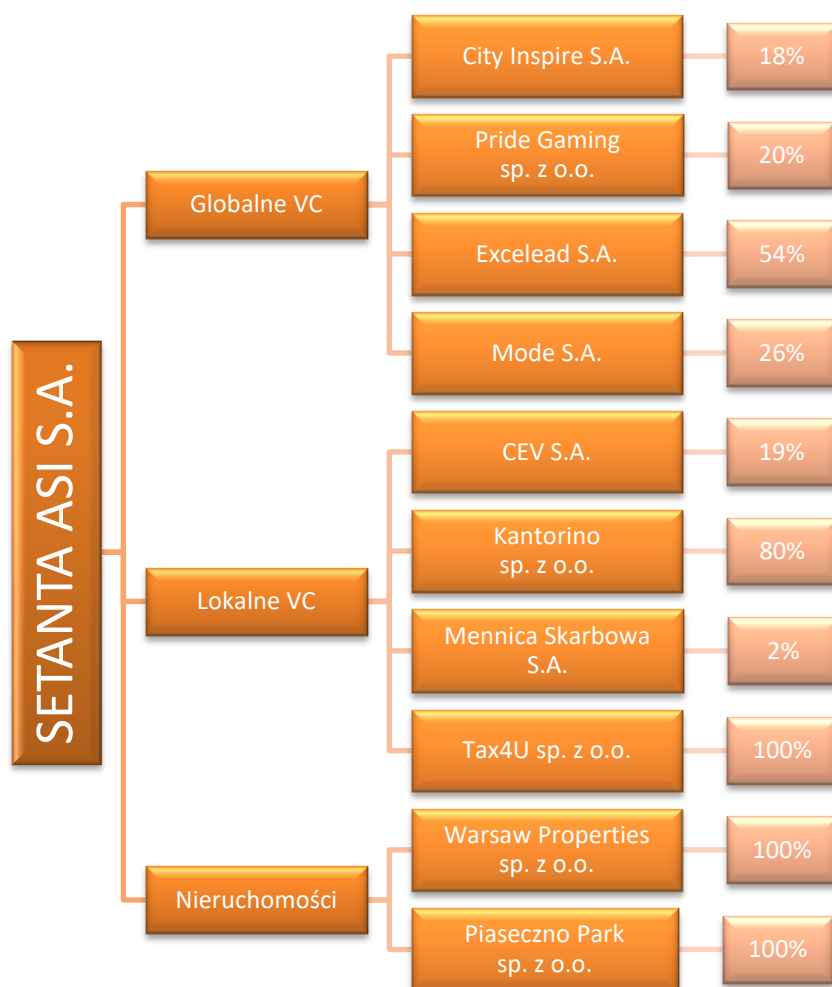 SETANTA ASI S.A.
Globalne VC
City Inspire S.A.
18%
Pride Gaming
sp. z o.o.
20%
Excelead S.A.
54%
Mode S.A.
26%
Lokalne VC
CEV S.A.
19%
Kantorino
sp. z o.o.
80%
Mennica Skarbowa
S.A.
2%
Tax4U sp. z o.o.
100%
Nieruchomości
Warsaw Properties
sp. z o.o.
100%
Piaseczno Park
sp. z o.o.
100%